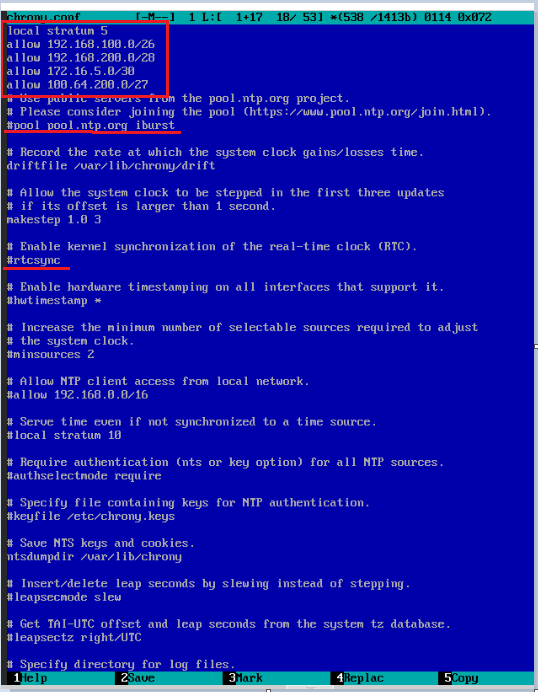 chrony.conf [-M--] 1 L:[ 1+17 18/ 53] *(538 /1413b) 0114 0x072
local stratum 5
allow 192.168.100.0/26
allow 192.168.200.0/28
allow 172.16.5.0/30
allow 100.64.200.0/27
# Use public servers from the pool.ntp.org project.
# Please consider joining the pool (https://www.pool.ntp.org/join.html).
#pool pool.ntp.org iburst
# Record the rate at which the system clock gains/losses time.
driftfile /var/lib/chrony/drift
# Allow the system clock to be stepped in the first three updates
# if its offset is larger than 1 second.
makestep 1.0 3
# Enable kernel synchronization of the real-time clock (RTC).
#rtcsync
# Enable hardware timestamping on all interfaces that support it.
#hwtimestamp *
# Increase the minimum number of selectable sources required to adjust
# the system clock.
#minsources 2
# Allow NTP client access from local network.
#allow 192.168.0.0/16
# Serve time even if not synchronized to a time source.
#local stratum 10
# Require authentication (nts or key option) for all NTP sources.
#authselectmode require
# Specify file containing keys for NTP authentication.
#keyfile /etc/chrony.keys
# Save NTS keys and cookies.
ntsdumpdir /var/lib/chrony
# Insert/delete leap seconds by slewing instead of stepping.
#leapsecmode slew
# Get TAI-UTC offset and leap seconds from the system tz database.
#leapsectz right/UTC
# Specify directory for log files.
1Help 2Save 3Mark 4Replac 5Copy